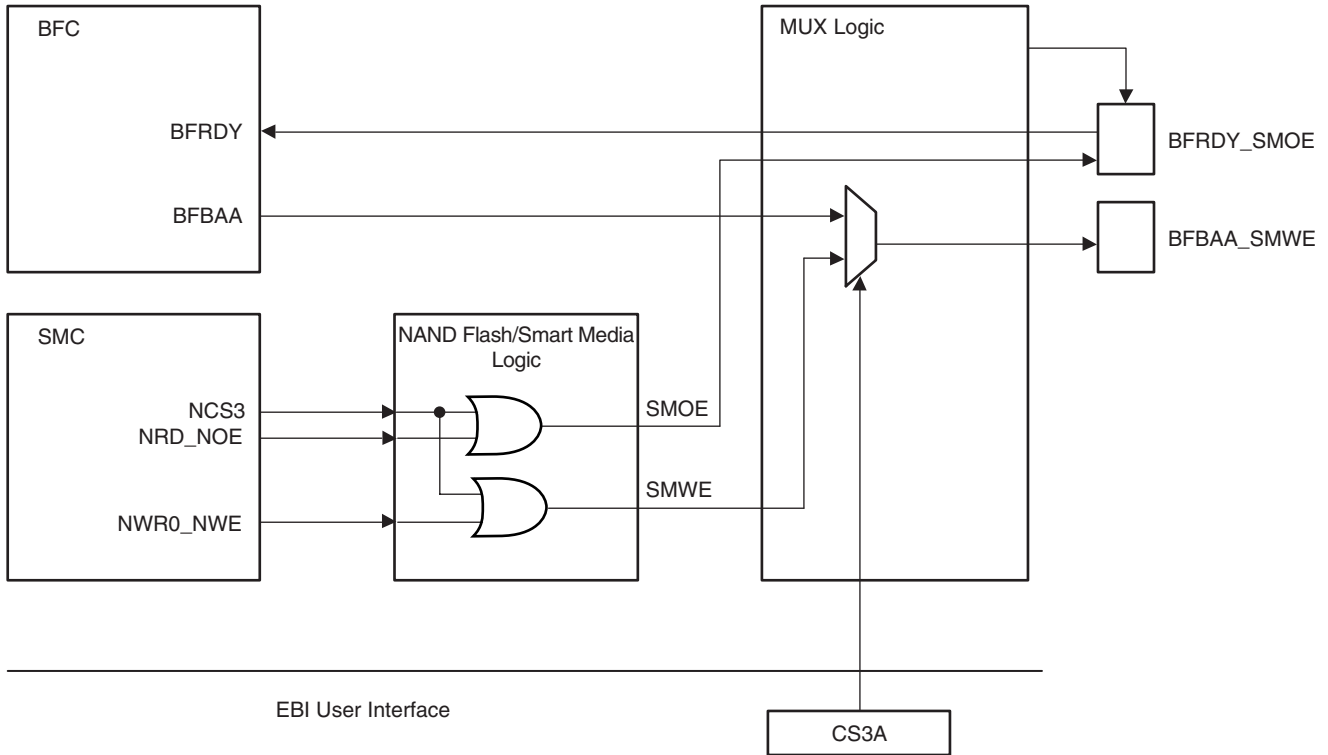 BFC
MUX Logic
BFRDY
BFRDY_SMOE
BFBAA
BFBAA_SMWE
SMC
NAND Flash/Smart Media
Logic
NCS3
SMOE
NRD_NOE
SMWE
NWR0_NWE
EBI User Interface
CS3A